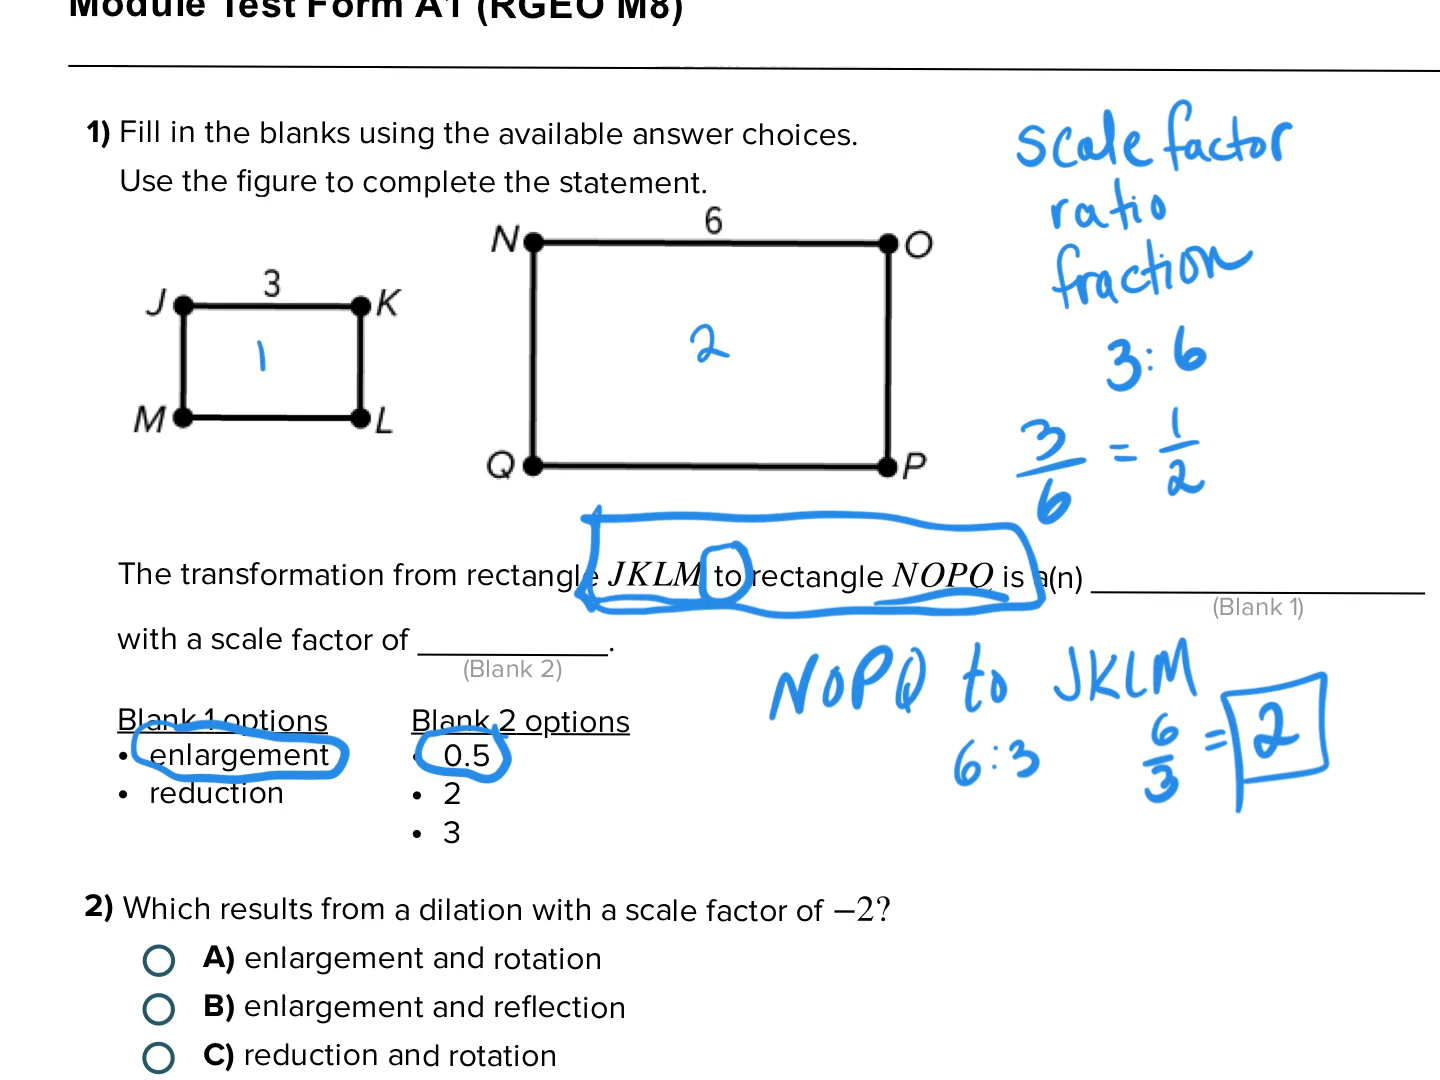 Module Test Form A1 (RGEO M8)
1) Fill in the blanks using the available answer choices.
Use the figure to complete the statement.
scale factor
ratio
fraction
3:6
3/6 = 1/2
N 6 O
J 3 K
1
2
M L
Q P
The transformation from rectangle JKLM to rectangle NOPQ is a(n)
(Blank 1)
with a scale factor of .
(Blank 2)
NOPQ to JKLM
6:3 6/3 = 2
Blank 1 options Blank 2 options
• enlargement • 0.5
• reduction • 2
• 3
2) Which results from a dilation with a scale factor of −2?
A) enlargement and rotation
B) enlargement and reflection
C) reduction and rotation